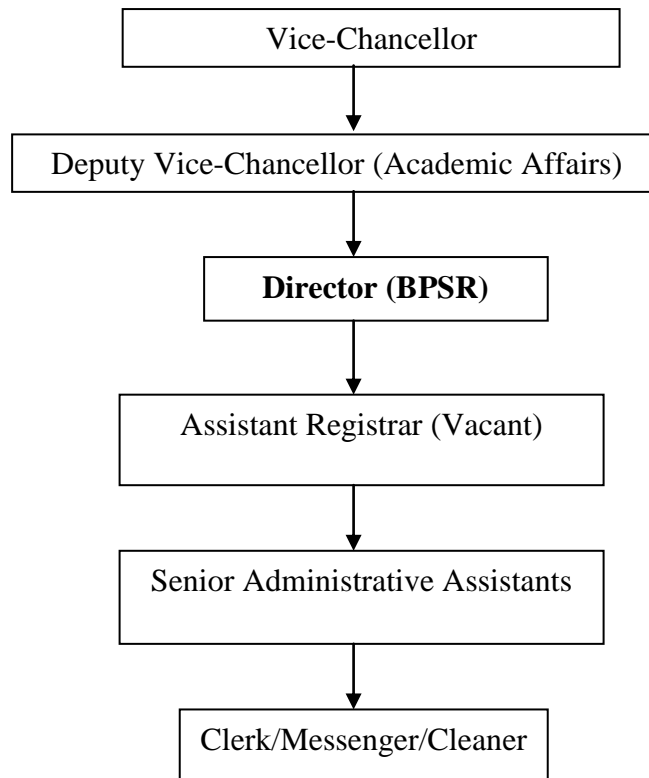 Vice-Chancellor
Deputy Vice-Chancellor (Academic Affairs)
Director (BPSR)
Assistant Registrar (Vacant)
Senior Administrative Assistants
Clerk/Messenger/Cleaner